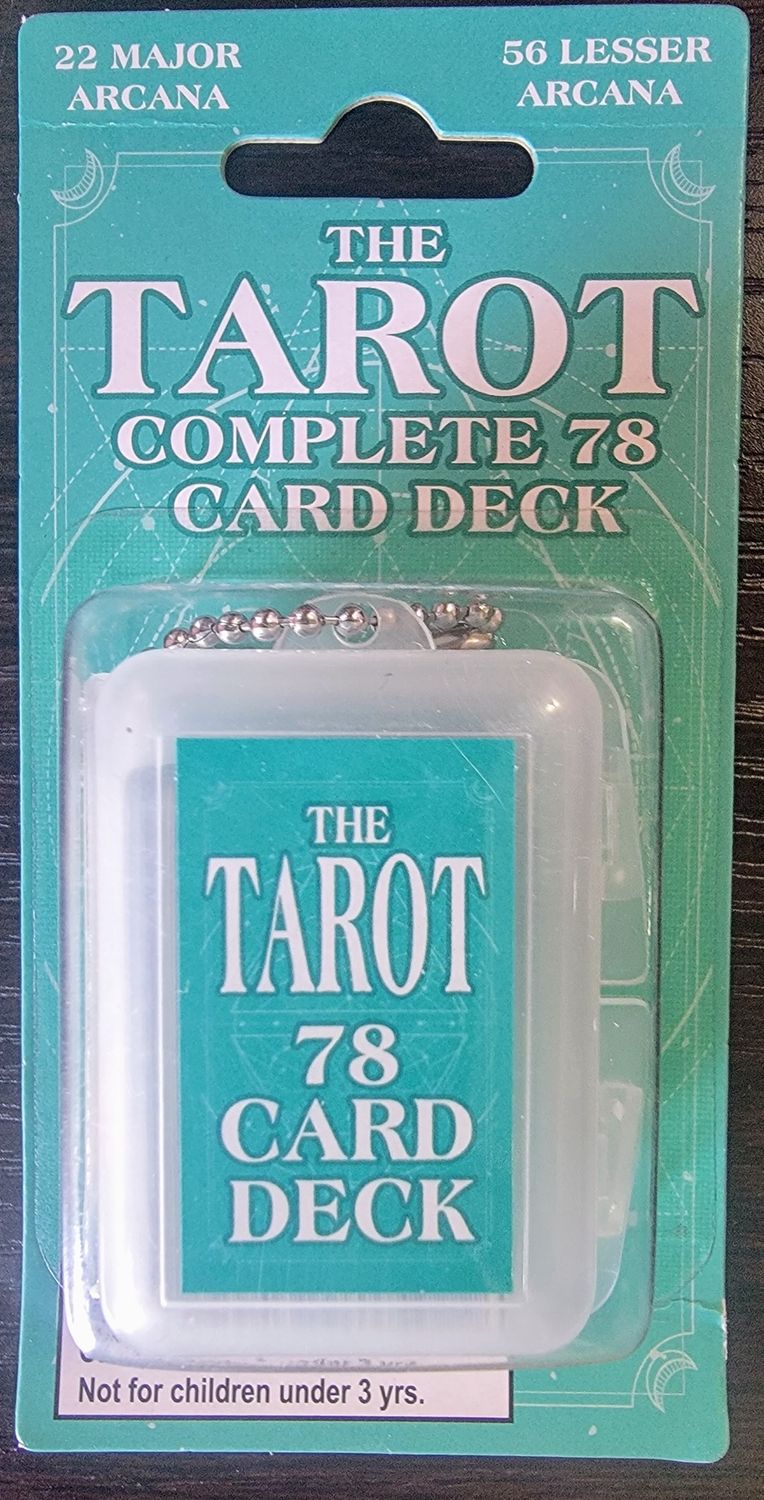 22 MAJOR
ARCANA
56 LESSER
ARCANA
THE
TAROT
COMPLETE 78
CARD DECK
THE
TAROT
78
CARD
DECK
Not for children under 3 yrs.